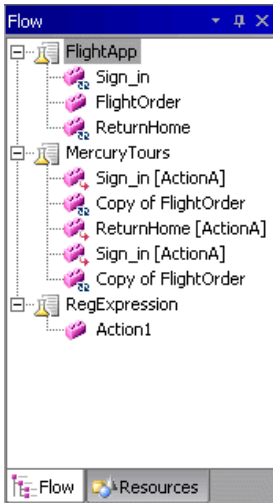 Flow
FlightApp
Sign_in
FlightOrder
ReturnHome
MercuryTours
Sign_in [ActionA]
Copy of FlightOrder
ReturnHome [ActionA]
Sign_in [ActionA]
Copy of FlightOrder
RegExpression
Action1
Flow Resources